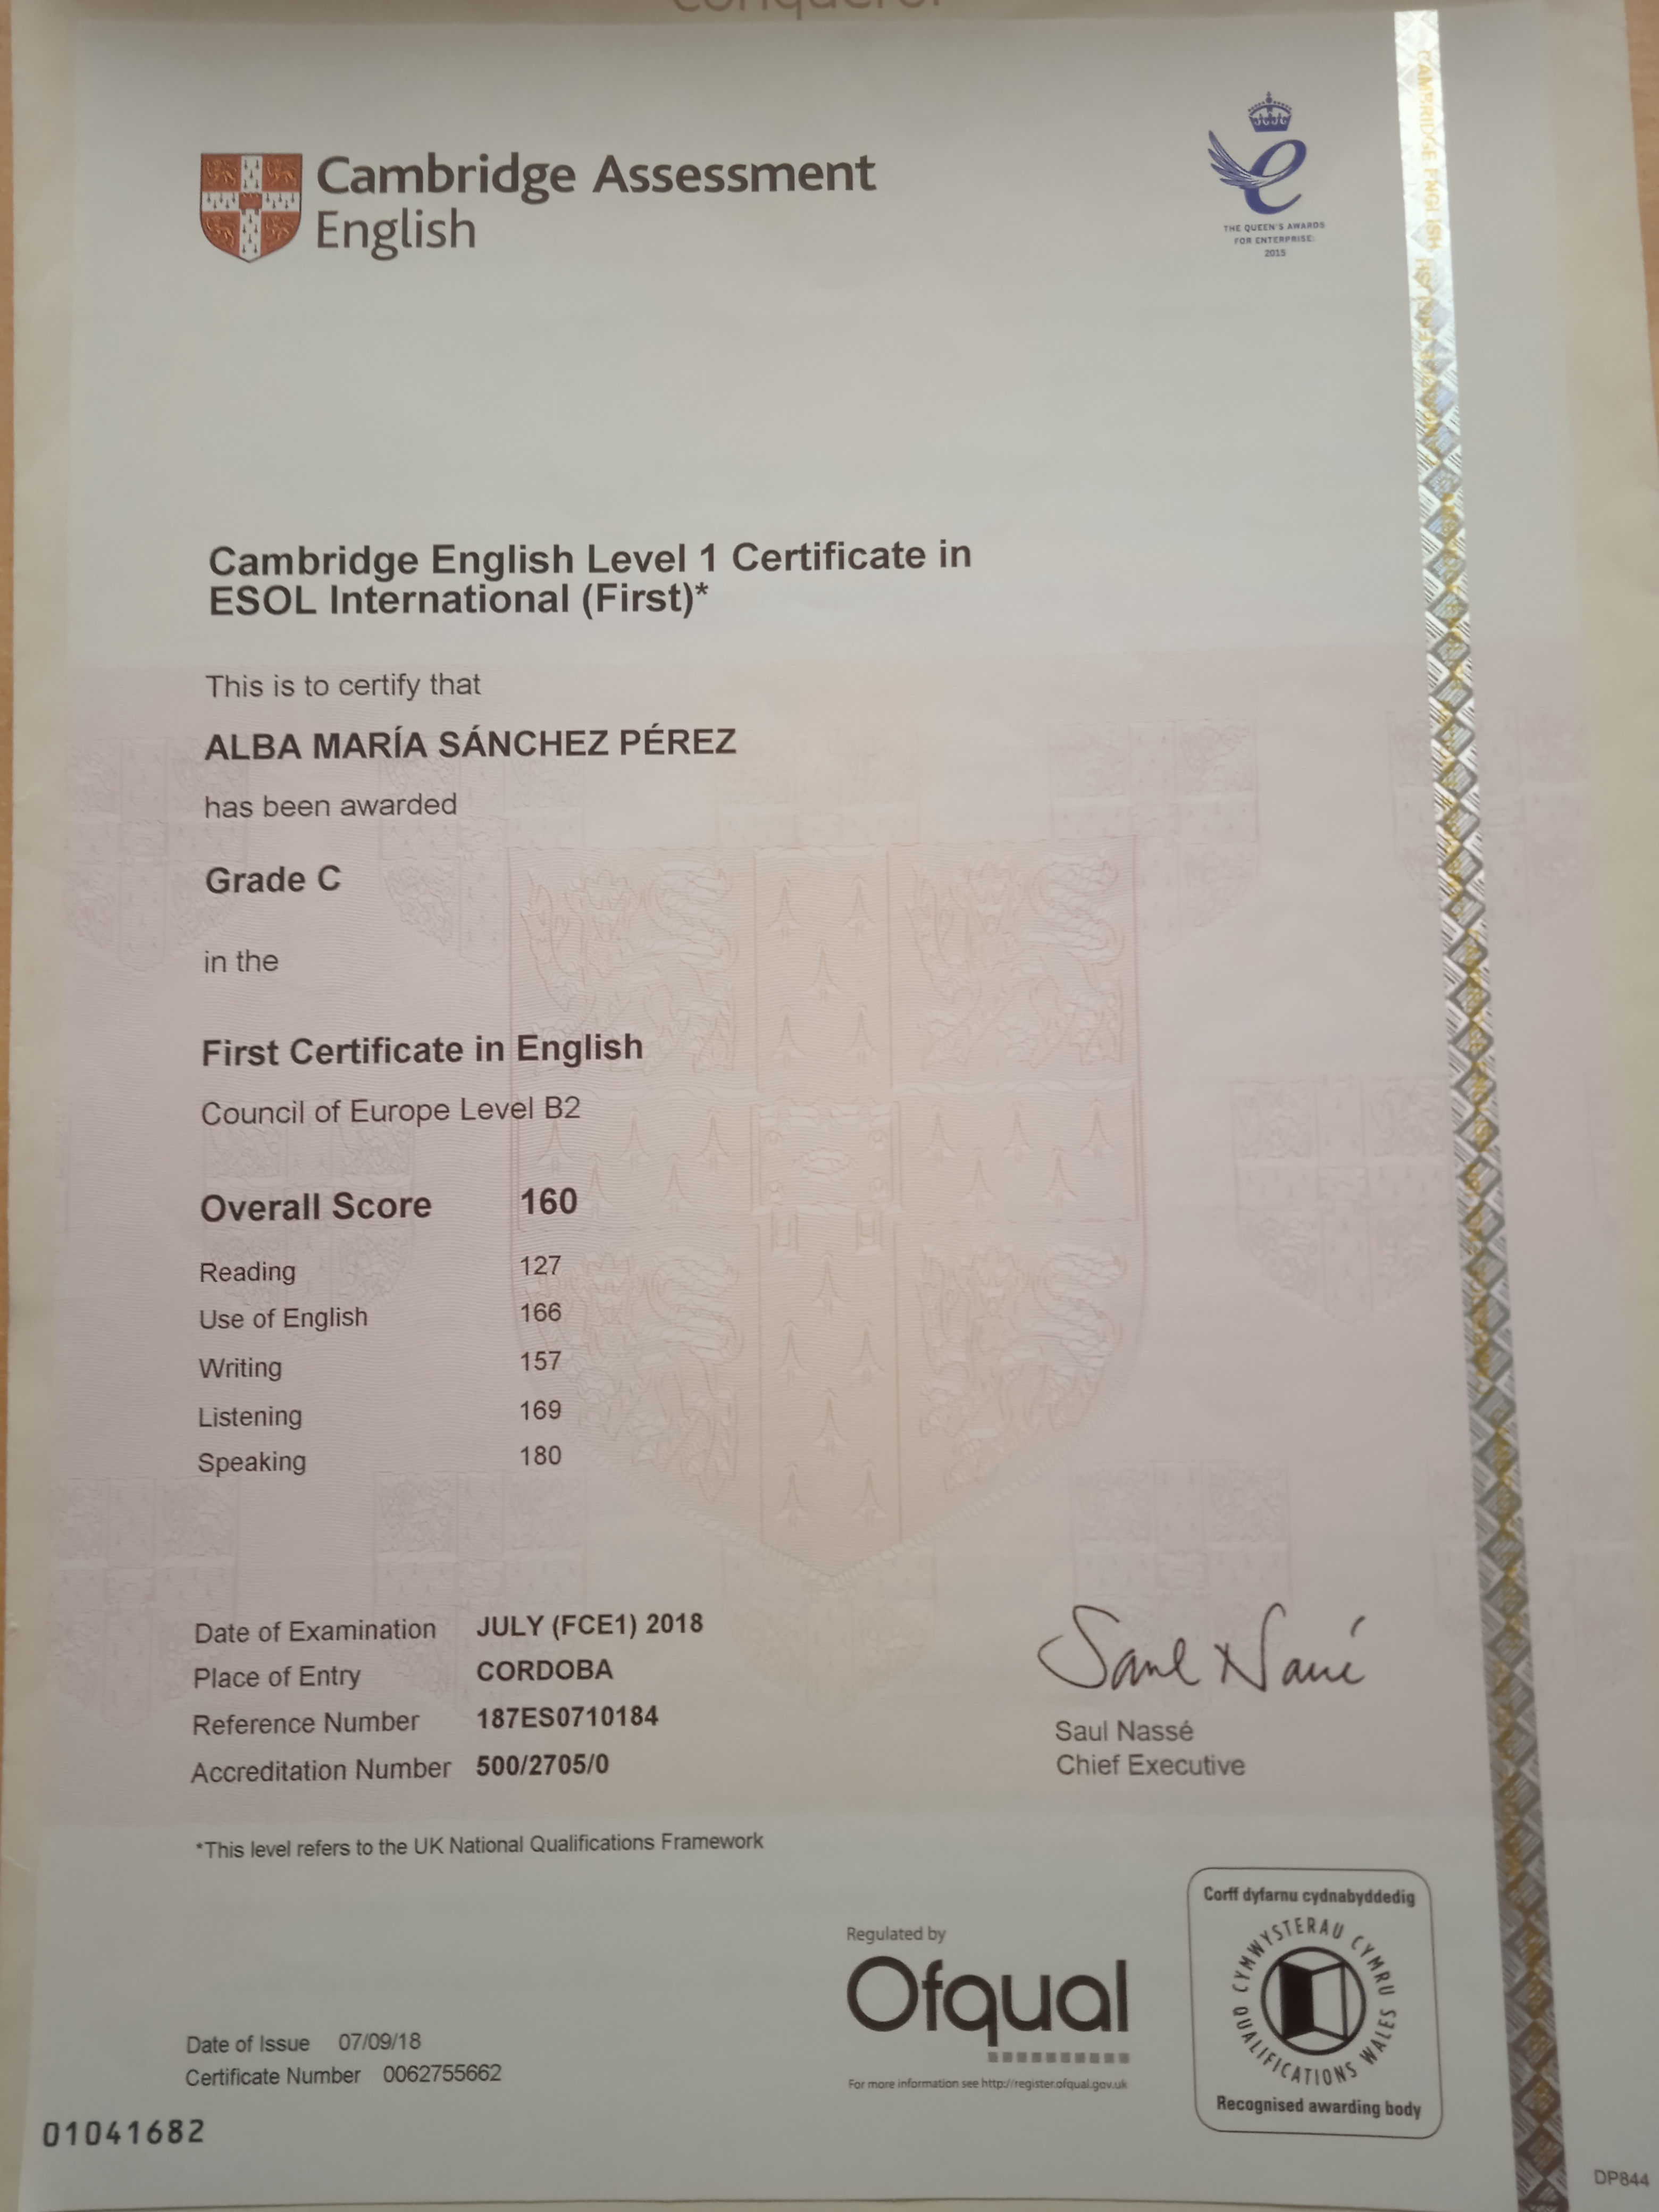 Cambridge Assessment
English
THE QUEEN'S AWARDS
FOR ENTERPRISE:
2015
CAMBRIDGE ENGLISH
Cambridge English Level 1 Certificate in
ESOL International (First)*
This is to certify that
ALBA MARÍA SÁNCHEZ PÉREZ
has been awarded
Grade C
in the
First Certificate in English
Council of Europe Level B2
Overall Score 160
Reading 127
Use of English 166
Writing 157
Listening 169
Speaking 180
Date of Examination JULY (FCE1) 2018
Place of Entry CORDOBA
Reference Number 187ES0710184
Accreditation Number 500/2705/0
Saul Nassé
Saul Nassé
Chief Executive
*This level refers to the UK National Qualifications Framework
Regulated by
Ofqual
For more information see http://register.ofqual.gov.uk
Corff dyfarnu cydnabyddedig
CYMWYSTERAU CYMRU
QUALIFICATIONS WALES
Recognised awarding body
Date of Issue 07/09/18
Certificate Number 0062755662
01041682
DP844